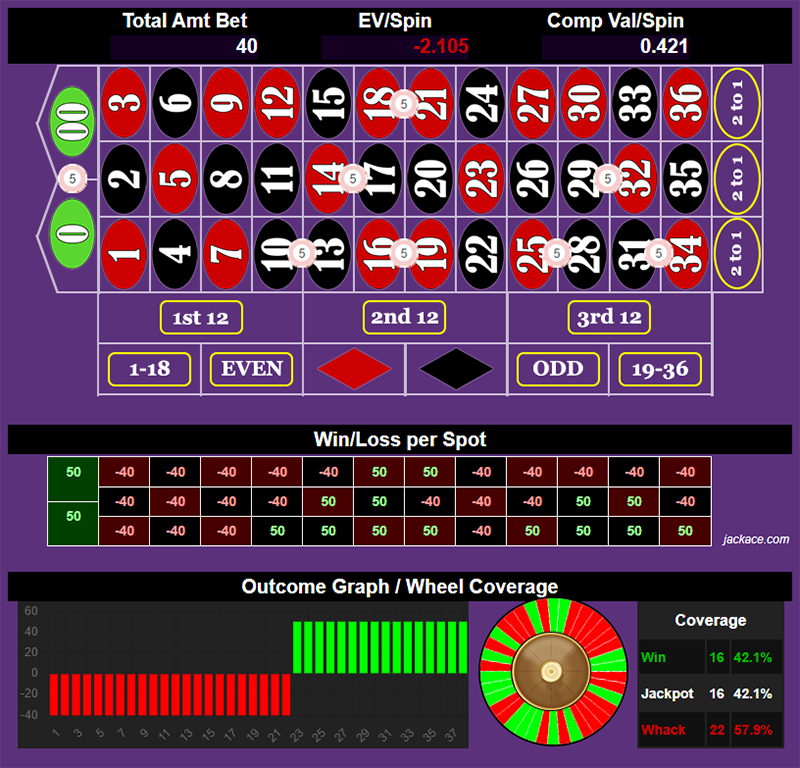 Total Amt Bet EV/Spin Comp Val/Spin
40 -2.105 0.421
00 3 6 9 12 15 18 5 21 24 27 30 33 36 2 to 1
5 2 5 8 11 14 5 17 20 23 26 29 5 32 35 2 to 1
0 1 4 7 10 5 13 16 5 19 22 25 5 28 31 5 34 2 to 1
1st 12 2nd 12 3rd 12
1-18 EVEN ODD 19-36
Win/Loss per Spot
50 -40 -40 -40 -40 -40 50 50 -40 -40 -40 -40 -40
-40 -40 -40 -40 50 50 -40 -40 -40 50 50 -40
50 -40 -40 -40 50 50 50 50 -40 50 50 50 50
jackace.com
Outcome Graph / Wheel Coverage
60
40
20
0
-20
-40
1 3 5 7 9 11 13 15 17 19 21 23 25 27 29 31 33 35 37
Coverage
Win 16 42.1%
Jackpot 16 42.1%
Whack 22 57.9%